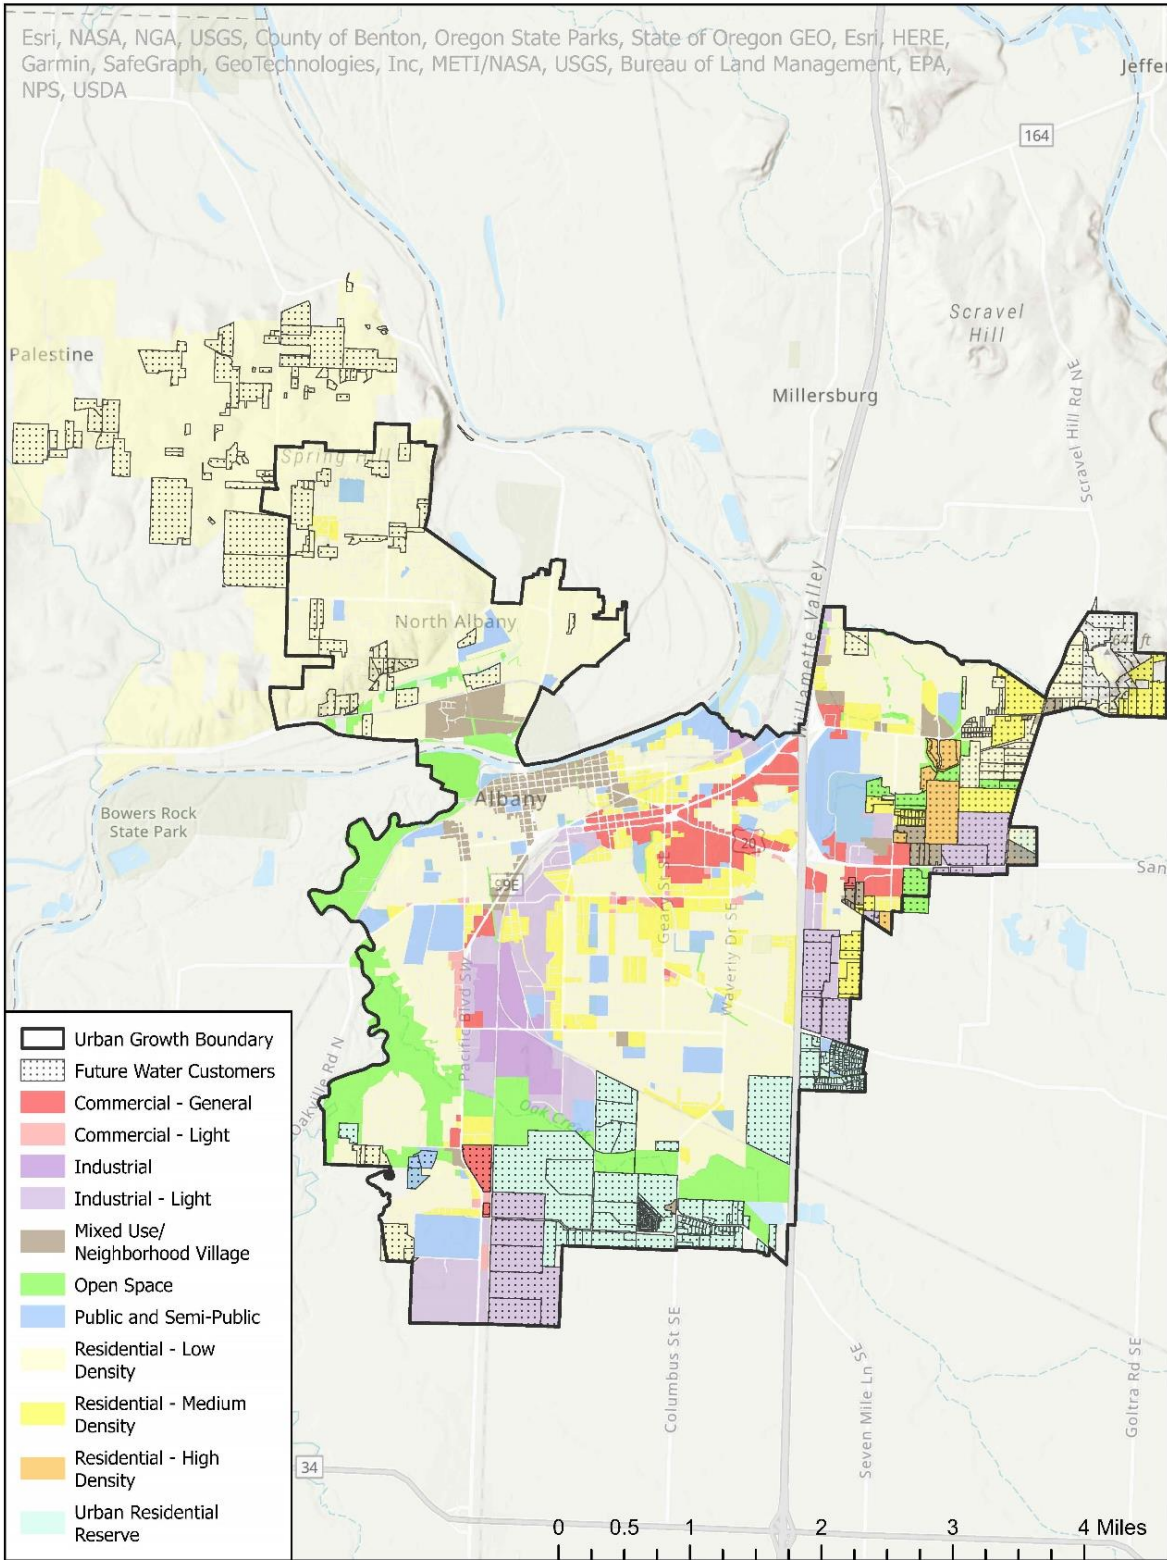 Esri, NASA, NGA, USGS, County of Benton, Oregon State Parks, State of Oregon GEO, Esri, HERE,
Garmin, SafeGraph, GeoTechnologies, Inc, METI/NASA, USGS, Bureau of Land Management, EPA,
NPS, USDA
Jeffer
164
Scravel
Hill
Palestine
Millersburg
Scravel Hill Rd NE
Spring Hill
Willamette Valley
North Albany
ft
Albany
Bowers Rock
State Park
20
San
99E
Geary St SE
Waverly Dr SE
Pacific Blvd SW
Oakville Rd N
Oak Creek
Columbus St SE
Seven Mile Ln SE
Goltra Rd SE
34
Urban Growth Boundary
Future Water Customers
Commercial - General
Commercial - Light
Industrial
Industrial - Light
Mixed Use/
Neighborhood Village
Open Space
Public and Semi-Public
Residential - Low
Density
Residential - Medium
Density
Residential - High
Density
Urban Residential
Reserve
0 0.5 1 2 3 4 Miles